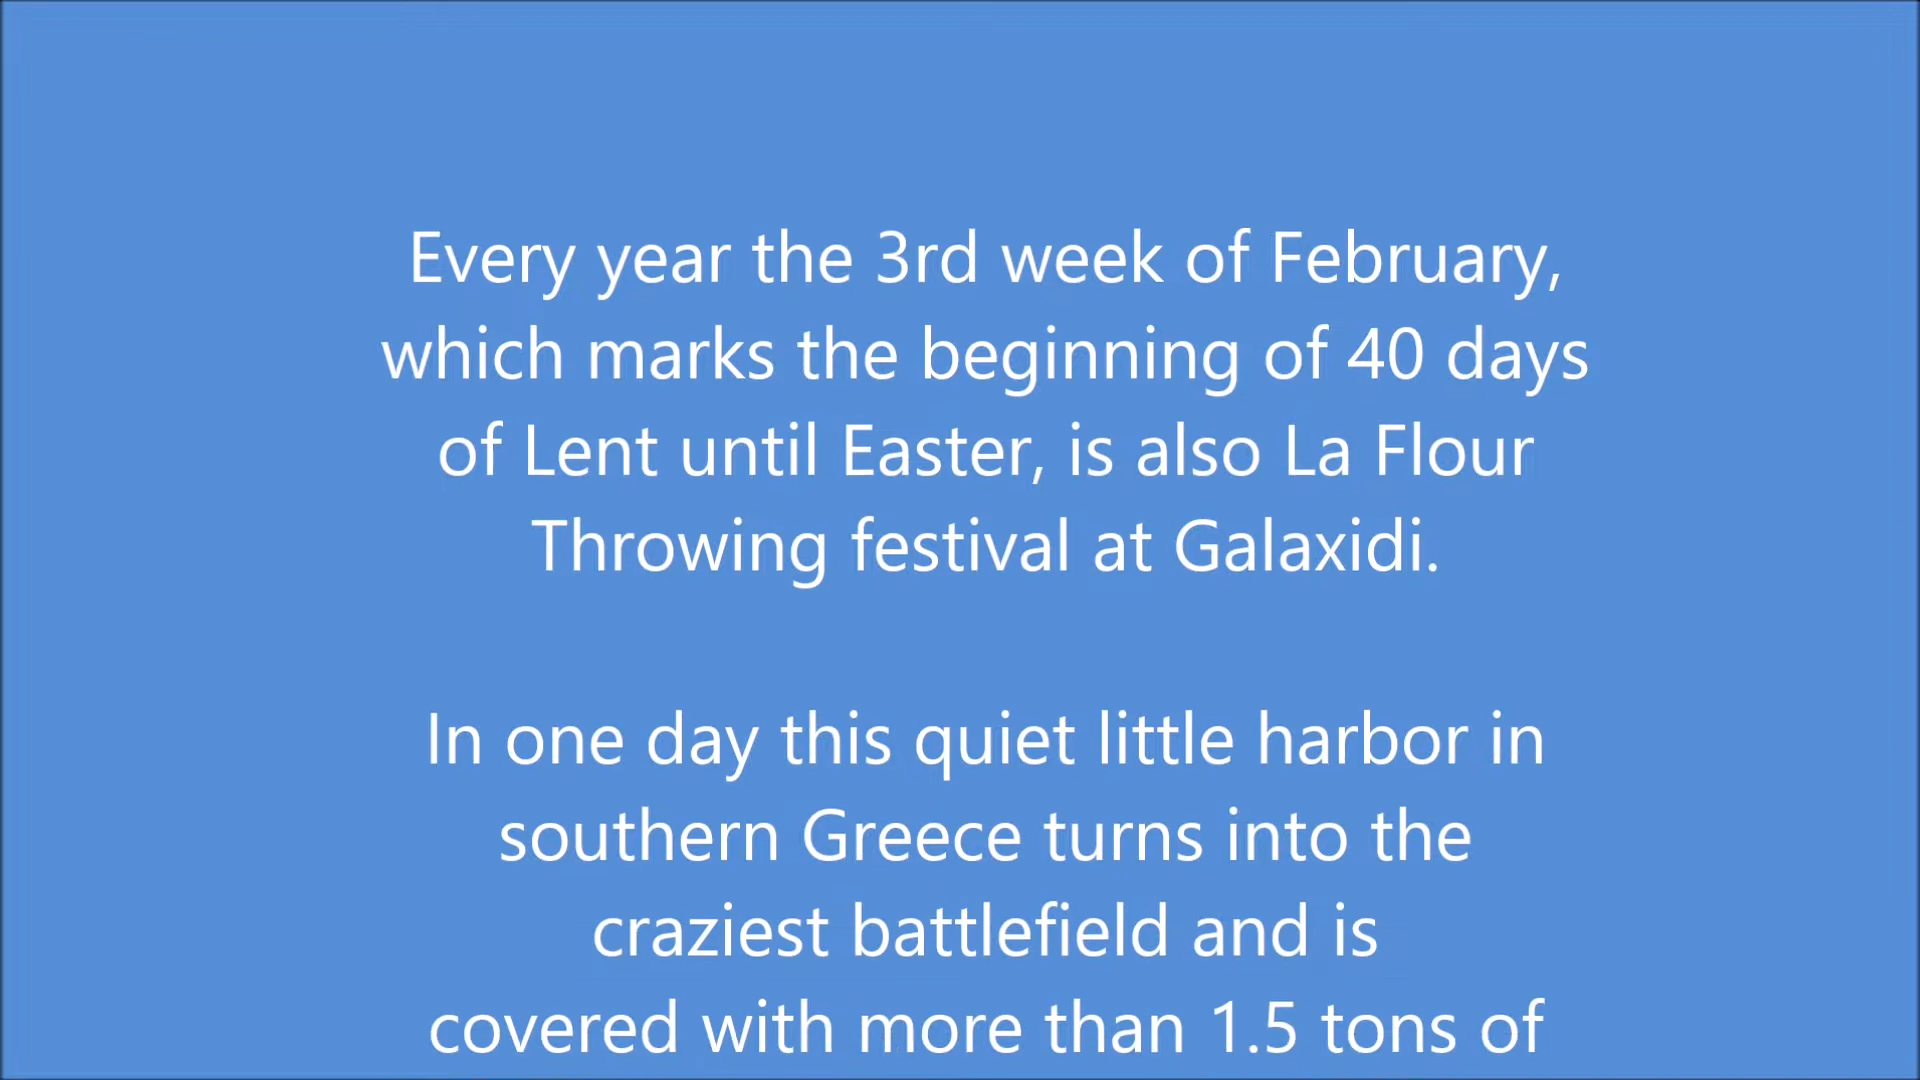 Every year the 3rd week of February,
which marks the beginning of 40 days
of Lent until Easter, is also La Flour
Throwing festival at Galaxidi.
In one day this quiet little harbor in
southern Greece turns into the
craziest battlefield and is
covered with more than 1.5 tons of